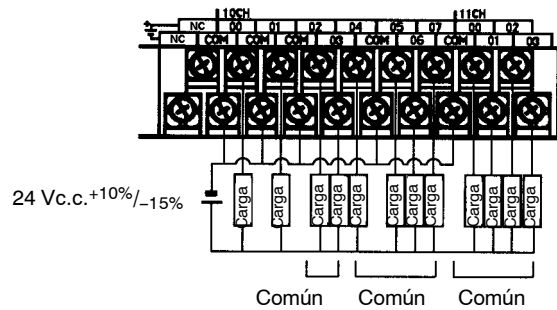 10CH 11CH
NC 00 01 02 04 05 07 00 02
NC COM COM COM 03 COM 06 COM 01 03
24 Vc.c.+10%/–15%
Carga Carga Carga Carga Carga Carga Carga Carga Carga Carga Carga Carga
Común Común Común